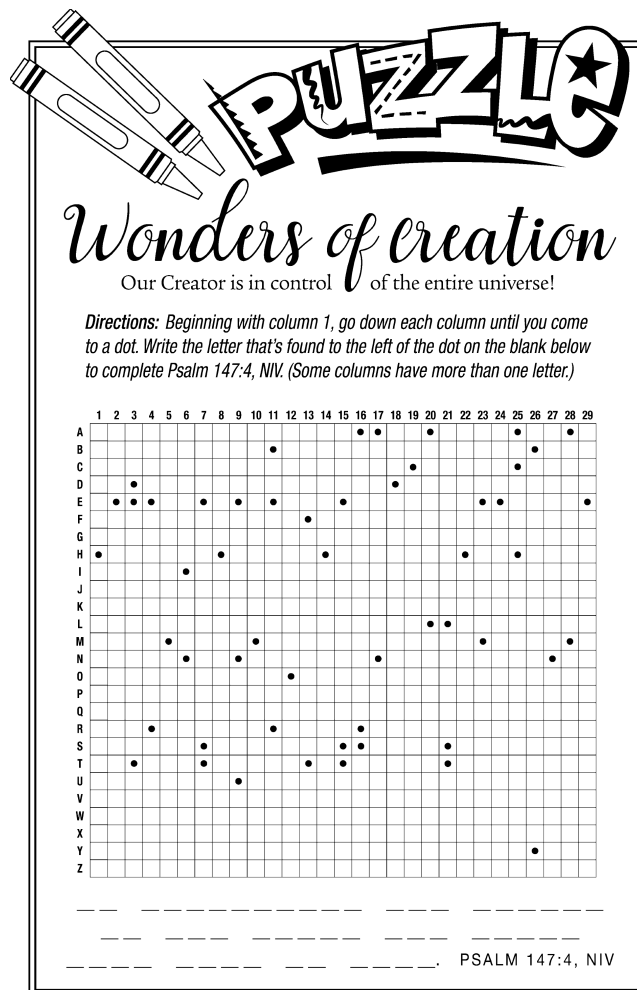 PUZZLE
Wonders of Creation
Our Creator is in control of the entire universe!
Directions: Beginning with column 1, go down each column until you come
to a dot. Write the letter that's found to the left of the dot on the blank below
to complete Psalm 147:4, NIV. (Some columns have more than one letter.)
1 2 3 4 5 6 7 8 9 10 11 12 13 14 15 16 17 18 19 20 21 22 23 24 25 26 27 28 29
A
B
C
D
E
F
G
H
I
J
K
L
M
N
O
P
Q
R
S
T
U
V
W
X
Y
Z
. PSALM 147:4, NIV